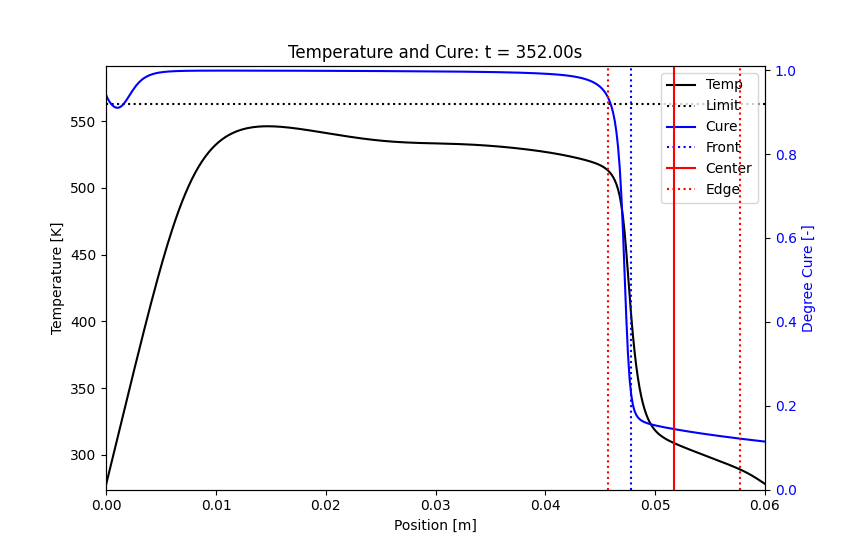 Temperature and Cure: t = 352.00s
Temperature [K]
550
500
450
400
350
300
Temp
Limit
Cure
Front
Center
Edge
1.0
0.8
0.6
0.4
0.2
0.0
Degree Cure [-]
0.00 0.01 0.02 0.03 0.04 0.05 0.06
Position [m]